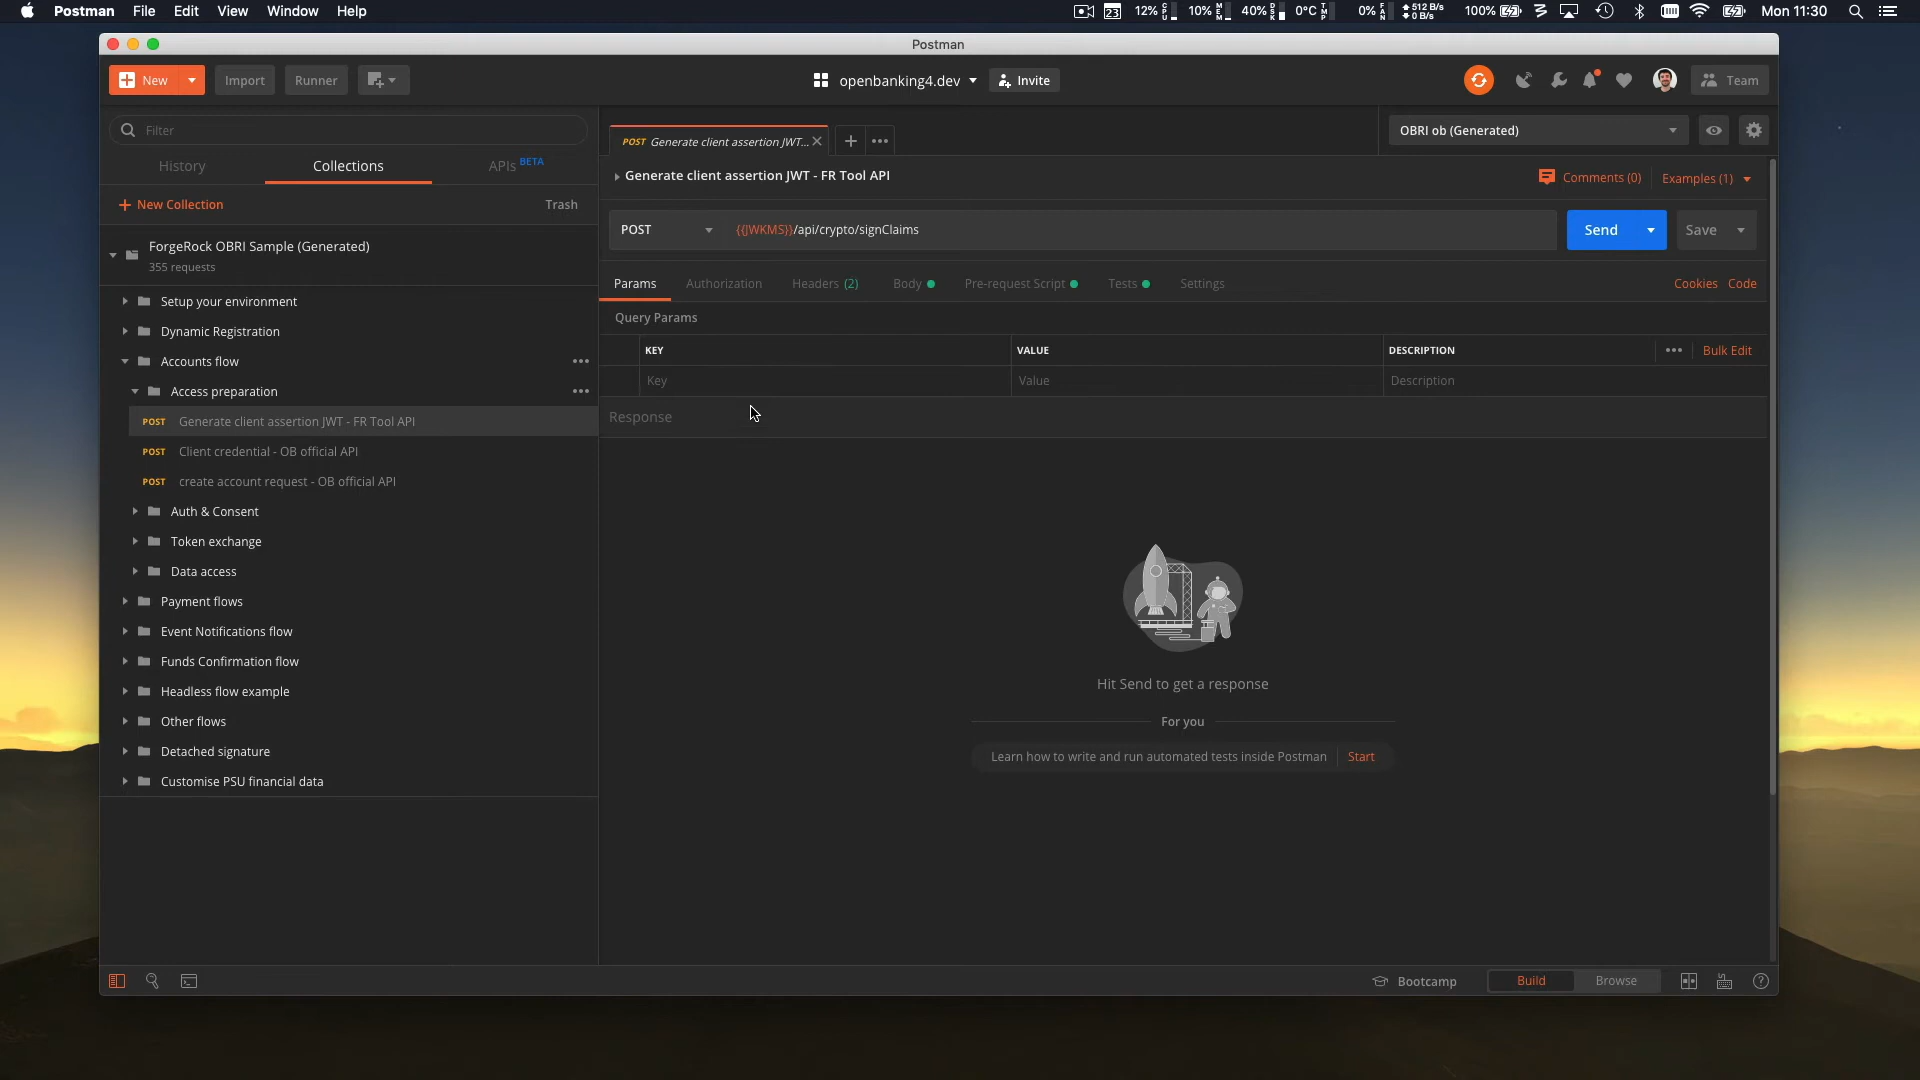 Postman File Edit View Window Help
23 12% CPU 10% MEM 40% DSK 0°C TMP 0% FAN 512 B/s 0 B/s 100% Mon 11:30
Postman
New Import Runner openbanking4.dev Invite Team
Filter
History Collections APIs BETA
+ New Collection Trash
ForgeRock OBRI Sample (Generated)
355 requests
Setup your environment
Dynamic Registration
Accounts flow
Access preparation
POST Generate client assertion JWT - FR Tool API
POST Client credential - OB official API
POST create account request - OB official API
Auth & Consent
Token exchange
Data access
Payment flows
Event Notifications flow
Funds Confirmation flow
Headless flow example
Other flows
Detached signature
Customise PSU financial data
POST Generate client assertion JWT...
OBRI ob (Generated)
Generate client assertion JWT - FR Tool API
Comments (0) Examples (1)
POST {{JWKMS}}/api/crypto/signClaims Send Save
Params Authorization Headers (2) Body Pre-request Script Tests Settings Cookies Code
Query Params
KEY VALUE DESCRIPTION Bulk Edit
Key Value Description
Response
Hit Send to get a response
For you
Learn how to write and run automated tests inside Postman Start
Bootcamp Build Browse